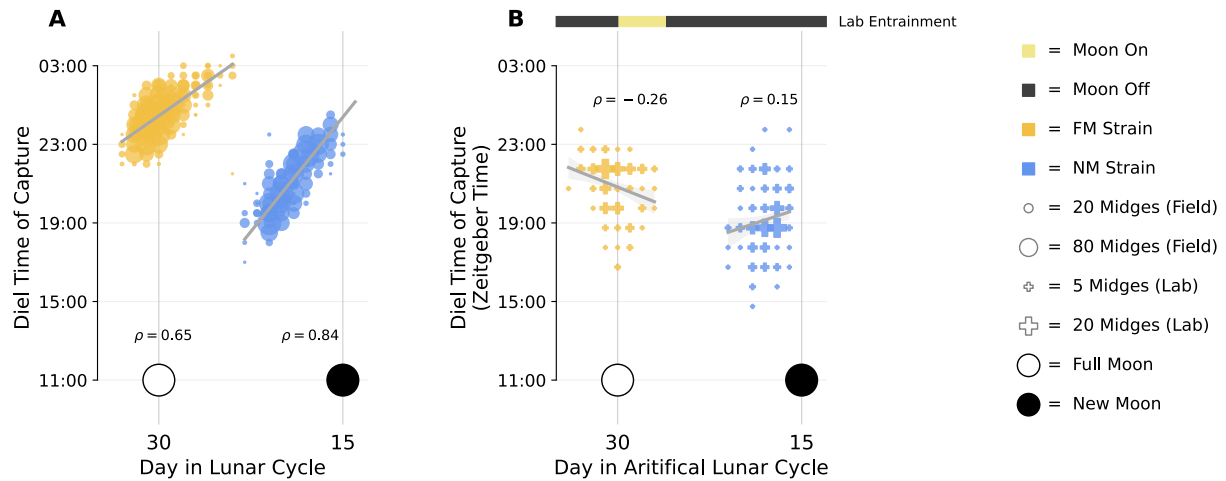 A
03:00
23:00
19:00
15:00
11:00
Diel Time of Capture
ρ = 0.65
ρ = 0.84
30
15
Day in Lunar Cycle
B
Lab Entrainment
03:00
23:00
19:00
15:00
11:00
Diel Time of Capture
(Zeitgeber Time)
ρ = −0.26
ρ = 0.15
30
15
Day in Aritifical Lunar Cycle
= Moon On
= Moon Off
= FM Strain
= NM Strain
= 20 Midges (Field)
= 80 Midges (Field)
= 5 Midges (Lab)
= 20 Midges (Lab)
= Full Moon
= New Moon